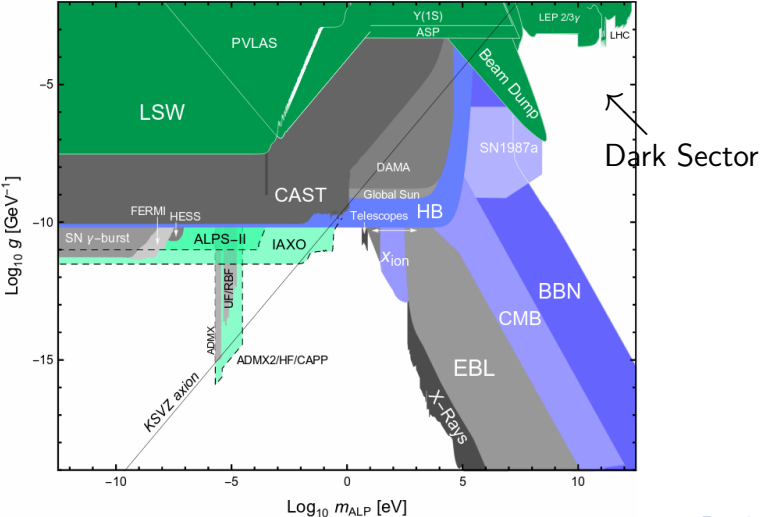 Y(1S)
LEP 2/3γ
ASP
LHC
PVLAS
Beam Dump
LSW
SN1987a
Dark Sector
DAMA
CAST
Global Sun
FERMI
HESS
Telescopes
HB
SN γ-burst
ALPS-II
IAXO
χion
UF/RBF
BBN
CMB
ADMX
ADMX2/HF/CAPP
EBL
KSVZ axion
X-Rays
-5
-10
-15
Log10 g [GeV-1]
-10
-5
0
5
10
Log10 mALP [eV]